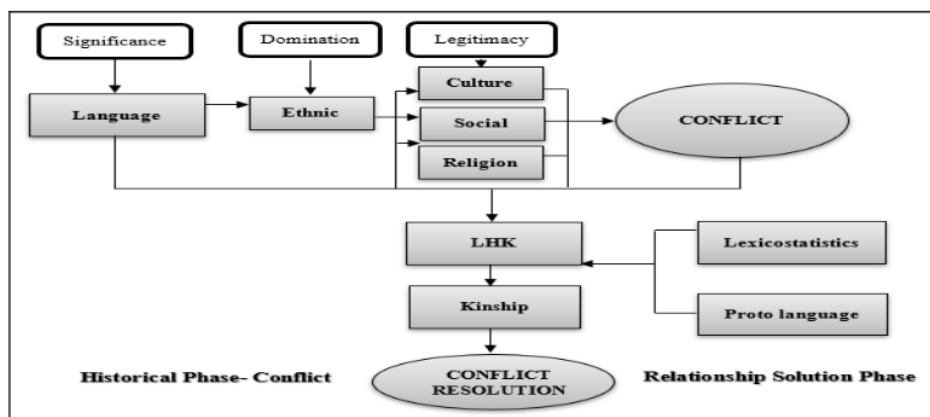 Significance
Domination
Legitimacy
Language
Ethnic
Culture
Social
Religion
CONFLICT
LHK
Lexicostatistics
Kinship
Proto language
Historical Phase- Conflict
CONFLICT
RESOLUTION
Relationship Solution Phase